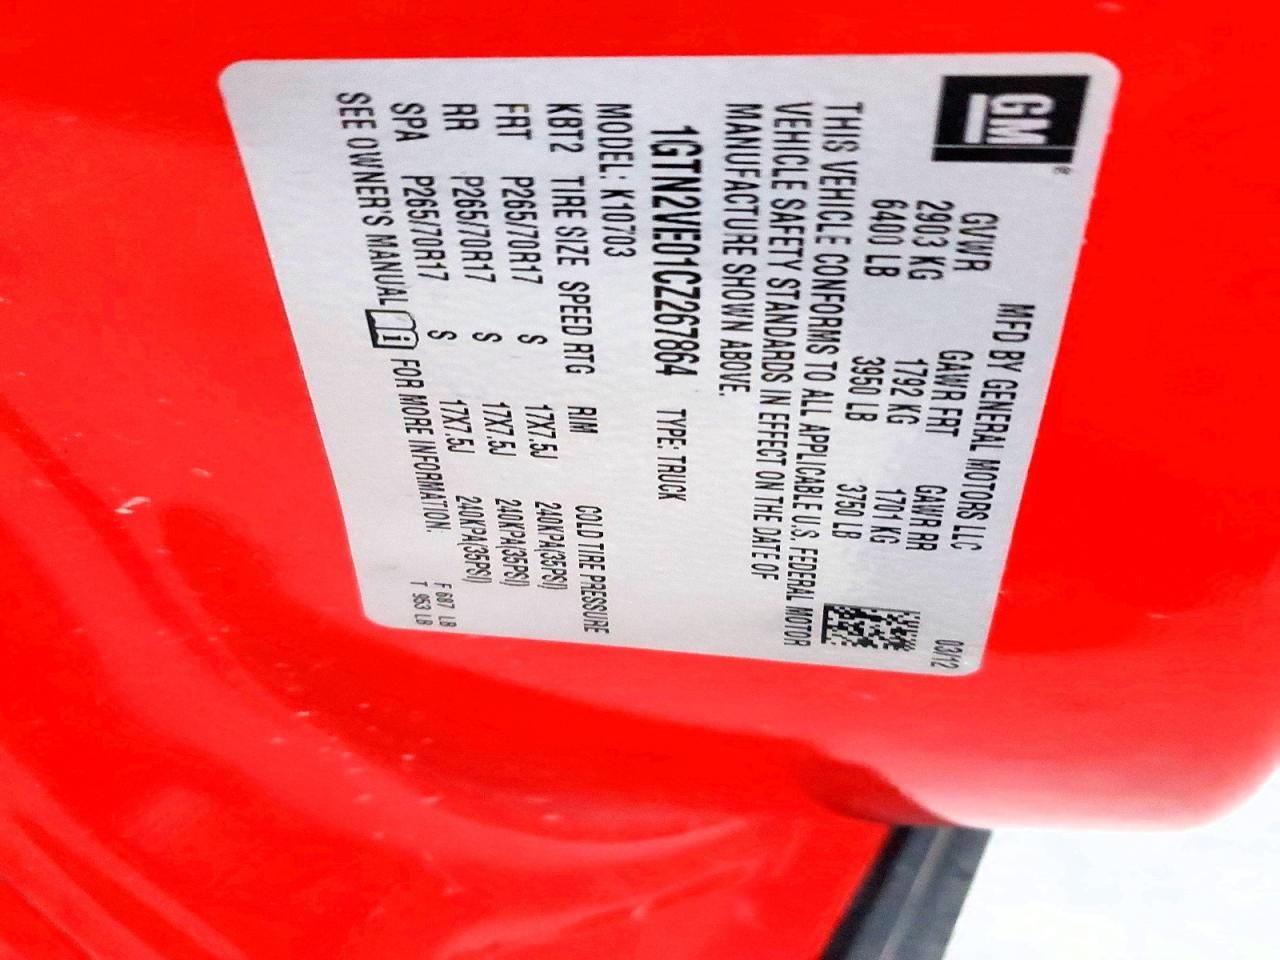 GM®
MFD BY GENERAL MOTORS LLC 03/12
GVWR GAWR FRT GAWR RR
2903 KG 1792 KG 1701 KG
6400 LB 3950 LB 3750 LB
THIS VEHICLE CONFORMS TO ALL APPLICABLE U.S. FEDERAL MOTOR
VEHICLE SAFETY STANDARDS IN EFFECT ON THE DATE OF
MANUFACTURE SHOWN ABOVE.
1GTN2VE01CZ267864 TYPE: TRUCK
MODEL: K10703
KBT2 TIRE SIZE SPEED RTG RIM COLD TIRE PRESSURE
FRT P265/70R17 S 17X7.5J 240KPA(35PSI)
RR P265/70R17 S 17X7.5J 240KPA(35PSI)
SPA P265/70R17 S 17X7.5J 240KPA(35PSI)
SEE OWNER'S MANUAL FOR MORE INFORMATION.
F 687 LB
T 953 LB